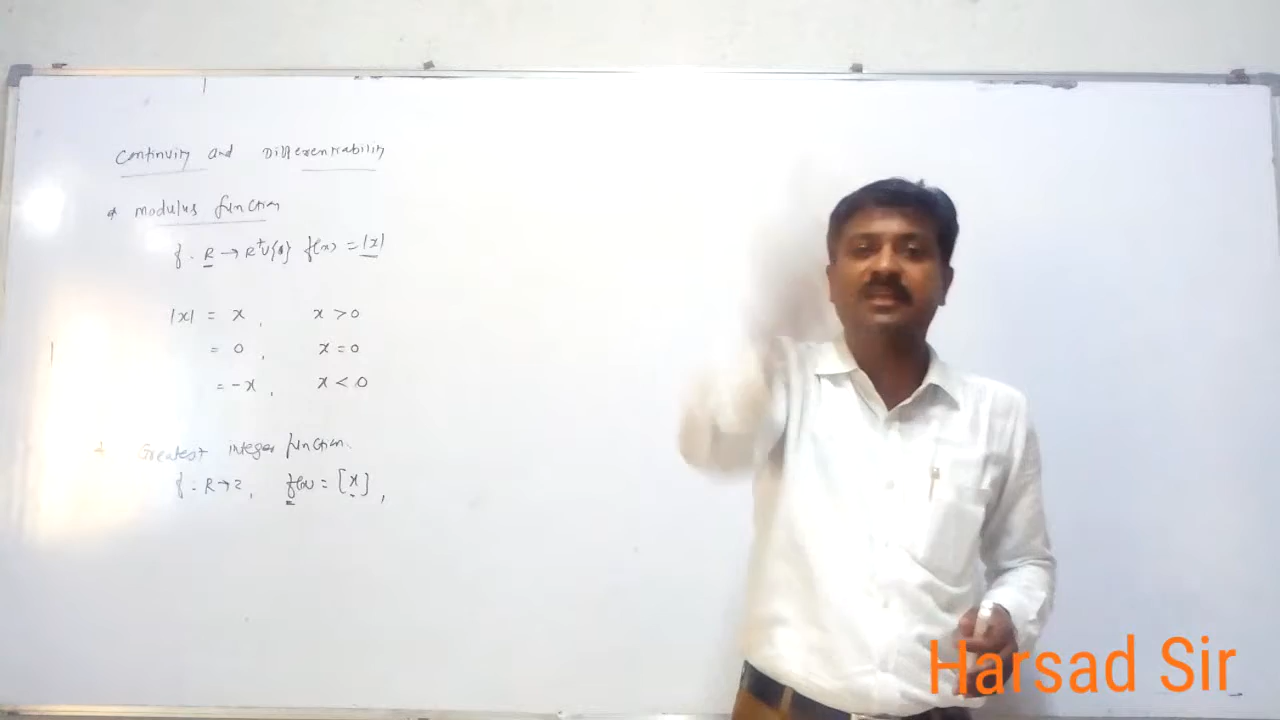 Continuity and Differentiability
* modulus function
f : R → R⁺∪{0} f(x) = |x|
|x| = x , x > 0
= 0 , x = 0
= -x , x < 0
* Greatest integer function.
f : R → Z , f(x) = [x] ,
Harsad Sir